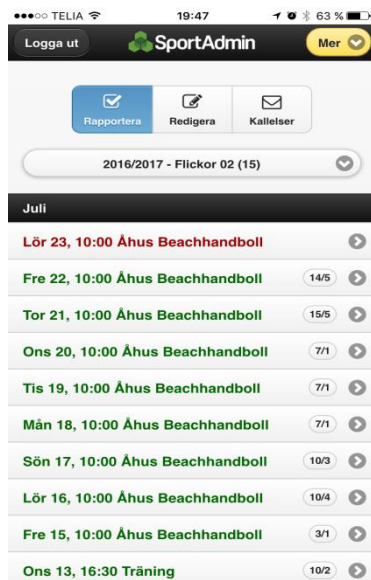 TELIA 19:47 63 %
Logga ut SportAdmin Mer
Rapportera Redigera Kallelser
2016/2017 - Flickor 02 (15)
Juli
Lör 23, 10:00 Åhus Beachhandboll
Fre 22, 10:00 Åhus Beachhandboll 14/5
Tor 21, 10:00 Åhus Beachhandboll 15/5
Ons 20, 10:00 Åhus Beachhandboll 7/1
Tis 19, 10:00 Åhus Beachhandboll 7/1
Mån 18, 10:00 Åhus Beachhandboll 7/1
Sön 17, 10:00 Åhus Beachhandboll 10/3
Lör 16, 10:00 Åhus Beachhandboll 10/4
Fre 15, 10:00 Åhus Beachhandboll 3/1
Ons 13, 16:30 Träning 10/2